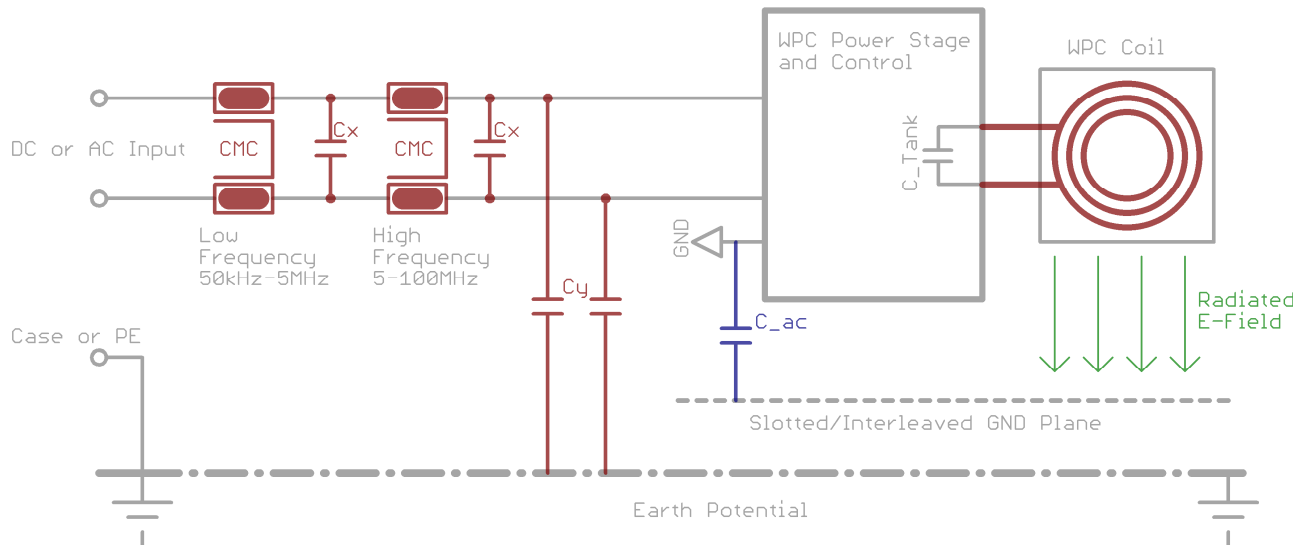 WPC Power Stage
and Control
WPC Coil
DC or AC Input
CMC
Cx
CMC
Cx
C_Tank
Low
Frequency
50kHz-5MHz
High
Frequency
5-100MHz
GND
Cy
C_ac
Radiated
E-Field
Case or PE
Slotted/Interleaved GND Plane
Earth Potential